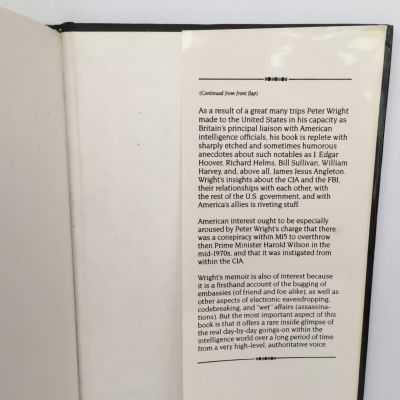 (Continued from front flap)
As a result of a great many trips Peter Wright
made to the United States in his capacity as
Britain's principal liaison with American
intelligence officials, his book is replete with
sharply etched and sometimes humorous
anecdotes about such notables as J. Edgar
Hoover, Richard Helms, Bill Sullivan, William
Harvey, and, above all, James Jesus Angleton.
Wright's insights about the CIA and the FBI,
their relationships with each other, with
the rest of the U.S. government, and with
America's allies is riveting stuff.
American interest ought to be especially
aroused by Peter Wright's charge that there
was a conspiracy within MI5 to overthrow
then Prime Minister Harold Wilson in the
mid-1970s, and that it was instigated from
within the CIA.
Wright's memoir is also of interest because
it is a firsthand account of the bugging of
embassies (of friend and foe alike), as well as
other aspects of electronic eavesdropping,
codebreaking, and "wet" affairs (assassina-
tions). But the most important aspect of this
book is that it offers a rare inside glimpse of
the real day-by-day goings-on within the
intelligence world over a long period of time
from a very high-level, authoritative voice.